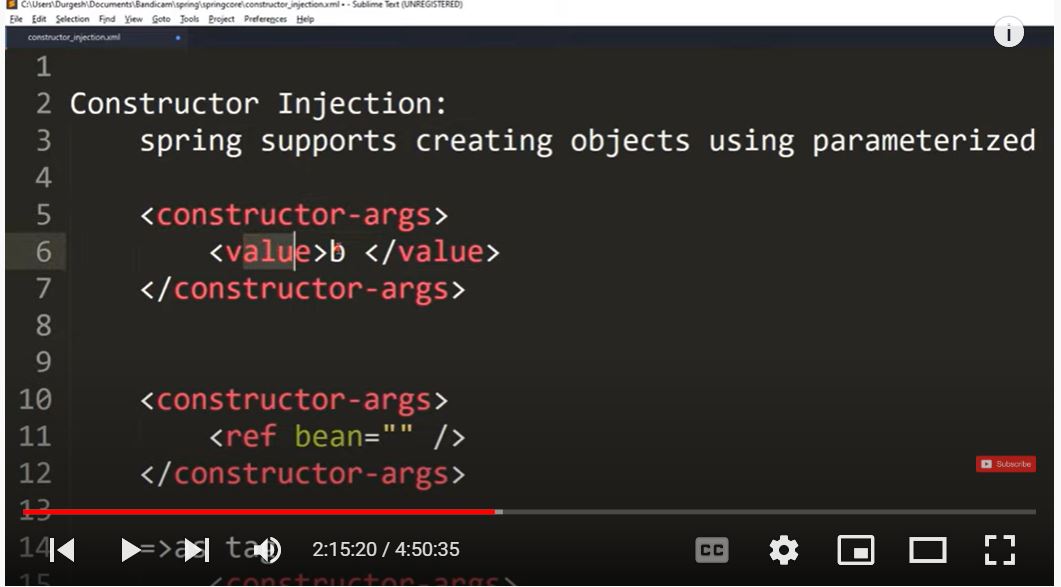 C:\Users\Durgesh\Documents\Bandicam\spring\springcore\constructor_injection.xml • - Sublime Text (UNREGISTERED)
File Edit Selection Find View Goto Tools Project Preferences Help
constructor_injection.xml
1
2 Constructor Injection:
3 spring supports creating objects using parameterized
4
5 <constructor-args>
6 <value>b </value>
7 </constructor-args>
8
9
10 <constructor-args>
11 <ref bean="" />
12 </constructor-args>
Subscribe
13
14 =>as tag
2:15:20 / 4:50:35
CC
15 <constructor-args>